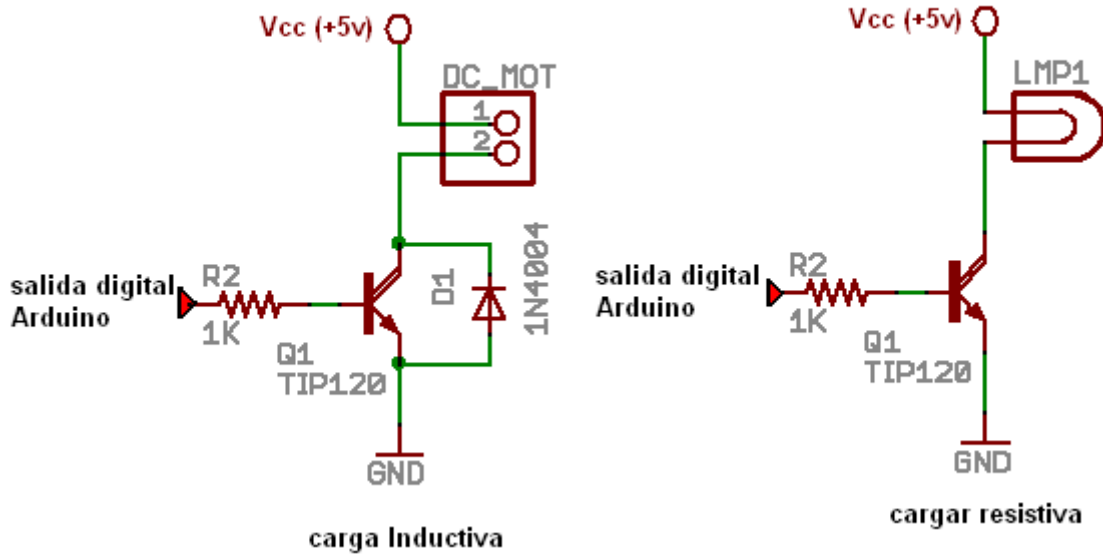 Vcc (+5v)
DC_MOT
1
2
salida digital
Arduino
R2
1K
Q1
TIP120
D1
1N4004
GND
carga Inductiva
Vcc (+5v)
LMP1
salida digital
Arduino
R2
1K
Q1
TIP120
GND
cargar resistiva